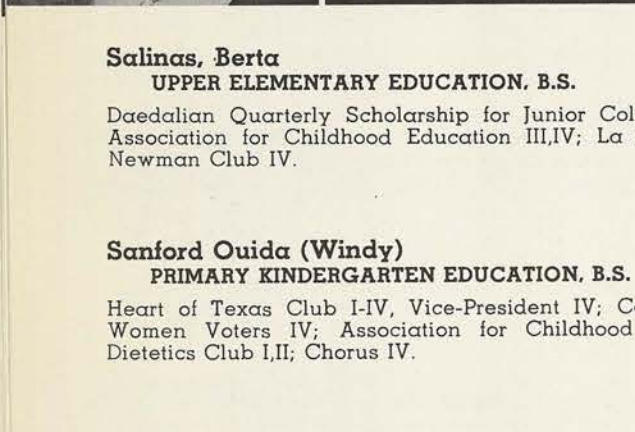 Salinas, Berta
UPPER ELEMENTARY EDUCATION, B.S.
Daedalian Quarterly Scholarship for Junior Col
Association for Childhood Education III,IV; La
Newman Club IV.
Sanford Ouida (Windy)
PRIMARY KINDERGARTEN EDUCATION, B.S.
Heart of Texas Club I-IV, Vice-President IV;
Women Voters IV; Association for Childhood
Dietetics Club I,II; Chorus IV.